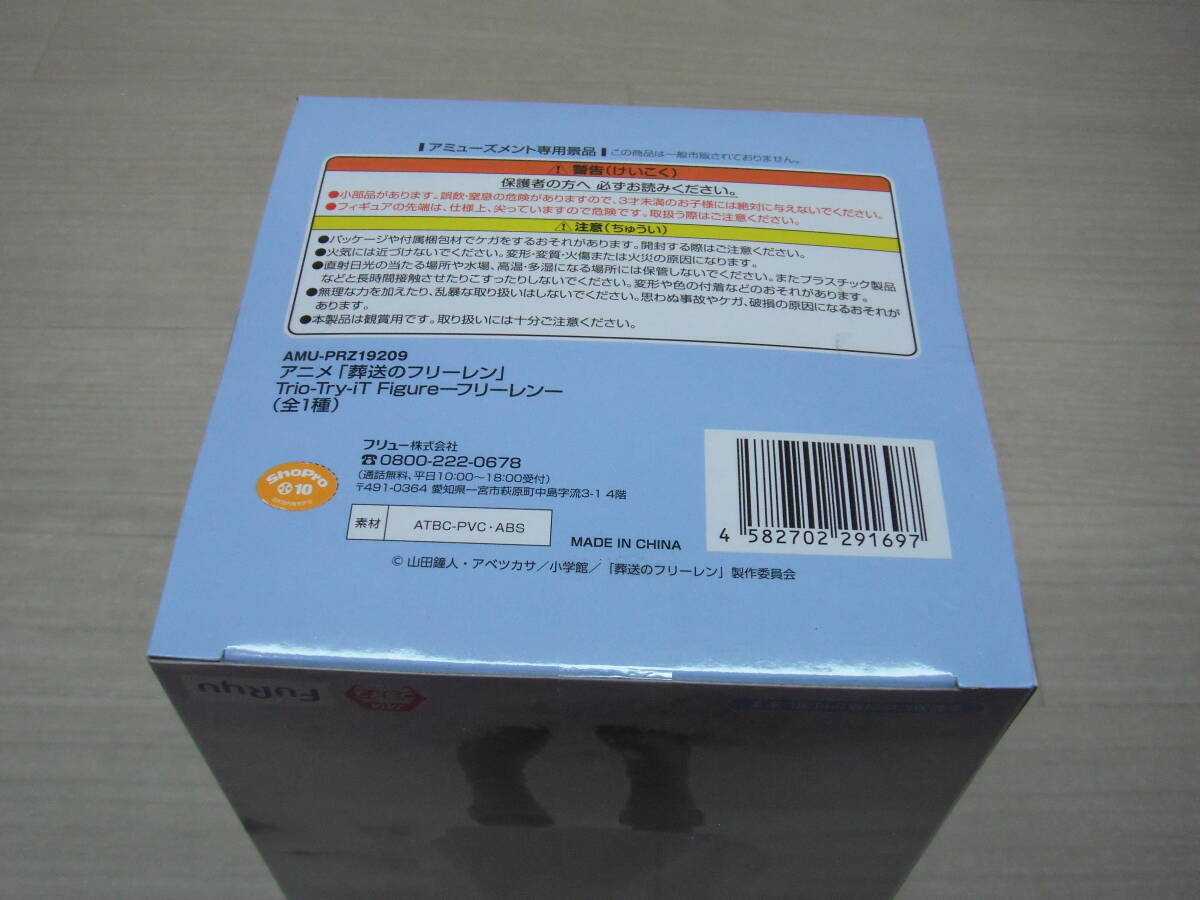 アミューズメント専用景品 この商品は一般市販されておりません。
⚠警告(けいこく)
保護者の方へ 必ずお読みください。
●小部品があります。誤飲・窒息の危険がありますので、3才未満のお子様には絶対に与えないでください。
●フィギュアの先端は、仕様上、尖っていますので危険です。取扱う際はご注意ください。
⚠注意(ちゅうい)
●パッケージや付属梱包材でケガをするおそれがあります。開封する際はご注意ください。
●火気には近づけないでください。変形・変質・火傷または火災の原因になります。
●直射日光の当たる場所や水場、高温・多湿になる場所には保管しないでください。またプラスチック製品
などと長時間接触させたりこすったりしないでください。変形や色の付着などのおそれがあります。
●無理な力を加えたり、乱暴な取り扱いはしないでください。思わぬ事故やケガ、破損の原因になるおそれが
あります。
●本製品は観賞用です。取り扱いには十分ご注意ください。
AMU-PRZ19209
アニメ「葬送のフリーレン」
Trio-Try-iT Figureーフリーレンー
(全1種)
フリュー株式会社
☎0800-222-0678
(通話無料、平日10:00～18:00受付)
〒491-0364 愛知県一宮市萩原町中島字流3-1 4階
ShoPro
10
素材 ATBC-PVC・ABS
MADE IN CHINA
4 582702 291697
© 山田鐘人・アベツカサ／小学館／「葬送のフリーレン」製作委員会
FuRyu